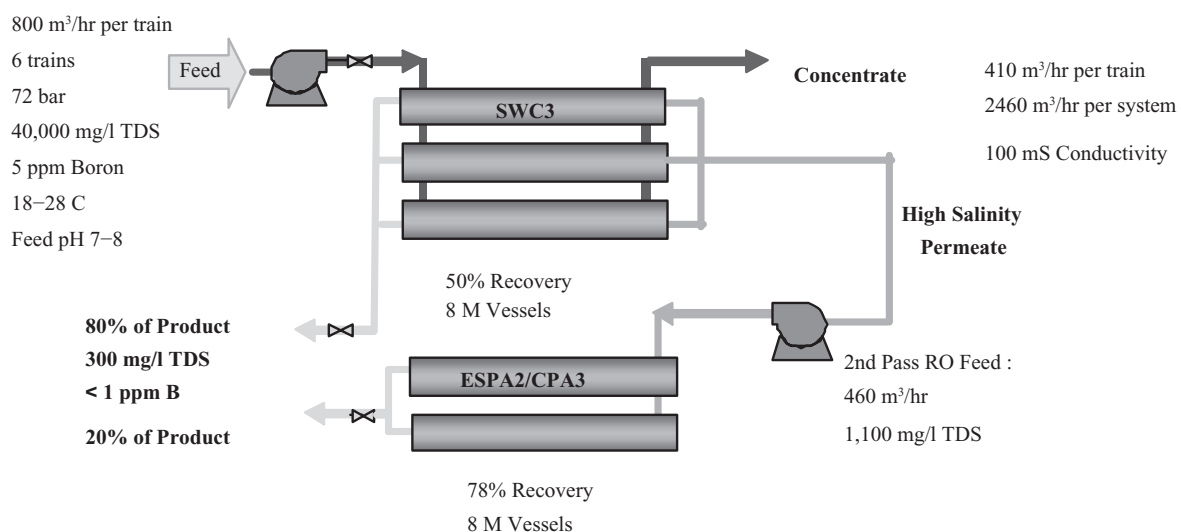 800 m³/hr per train
6 trains
72 bar
40,000 mg/l TDS
5 ppm Boron
18−28 C
Feed pH 7−8
Feed
SWC3
Concentrate
410 m³/hr per train
2460 m³/hr per system
100 mS Conductivity
High Salinity
Permeate
50% Recovery
8 M Vessels
80% of Product
300 mg/l TDS
< 1 ppm B
20% of Product
ESPA2/CPA3
2nd Pass RO Feed :
460 m³/hr
1,100 mg/l TDS
78% Recovery
8 M Vessels